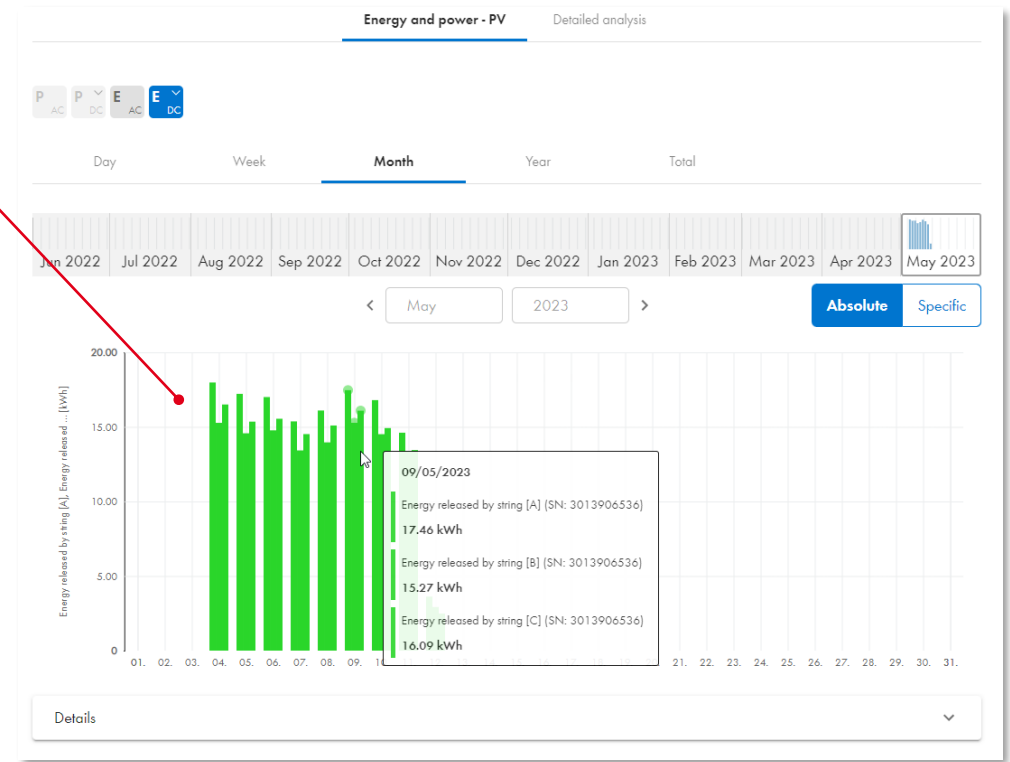 Energy and power - PV Detailed analysis
P AC P DC E AC E DC
Day Week Month Year Total
Jun 2022 Jul 2022 Aug 2022 Sep 2022 Oct 2022 Nov 2022 Dec 2022 Jan 2023 Feb 2023 Mar 2023 Apr 2023 May 2023
May 2023 Absolute Specific
Energy released by string [A], Energy released ... [kWh]
20.00
15.00
10.00
5.00
0
09/05/2023
Energy released by string [A] (SN: 3013906536)
17.46 kWh
Energy released by string [B] (SN: 3013906536)
15.27 kWh
Energy released by string [C] (SN: 3013906536)
16.09 kWh
01. 02. 03. 04. 05. 06. 07. 08. 09. 21. 22. 23. 24. 25. 26. 27. 28. 29. 30. 31.
Details